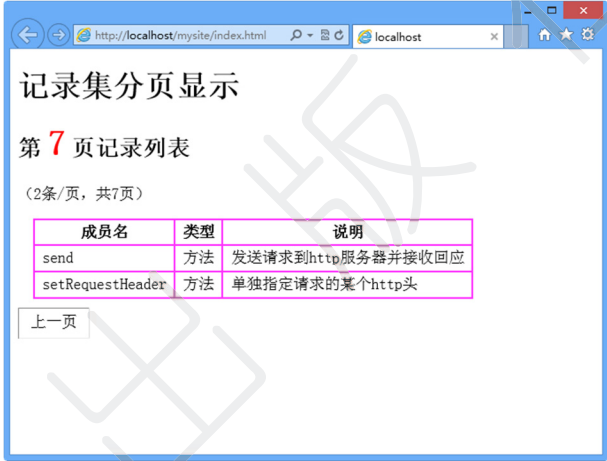 http://localhost/mysite/index.html
localhost
记录集分页显示
第 7 页记录列表
（2条/页，共7页）
成员名 类型 说明
send 方法 发送请求到http服务器并接收回应
setRequestHeader 方法 单独指定请求的某个http头
上一页
出版